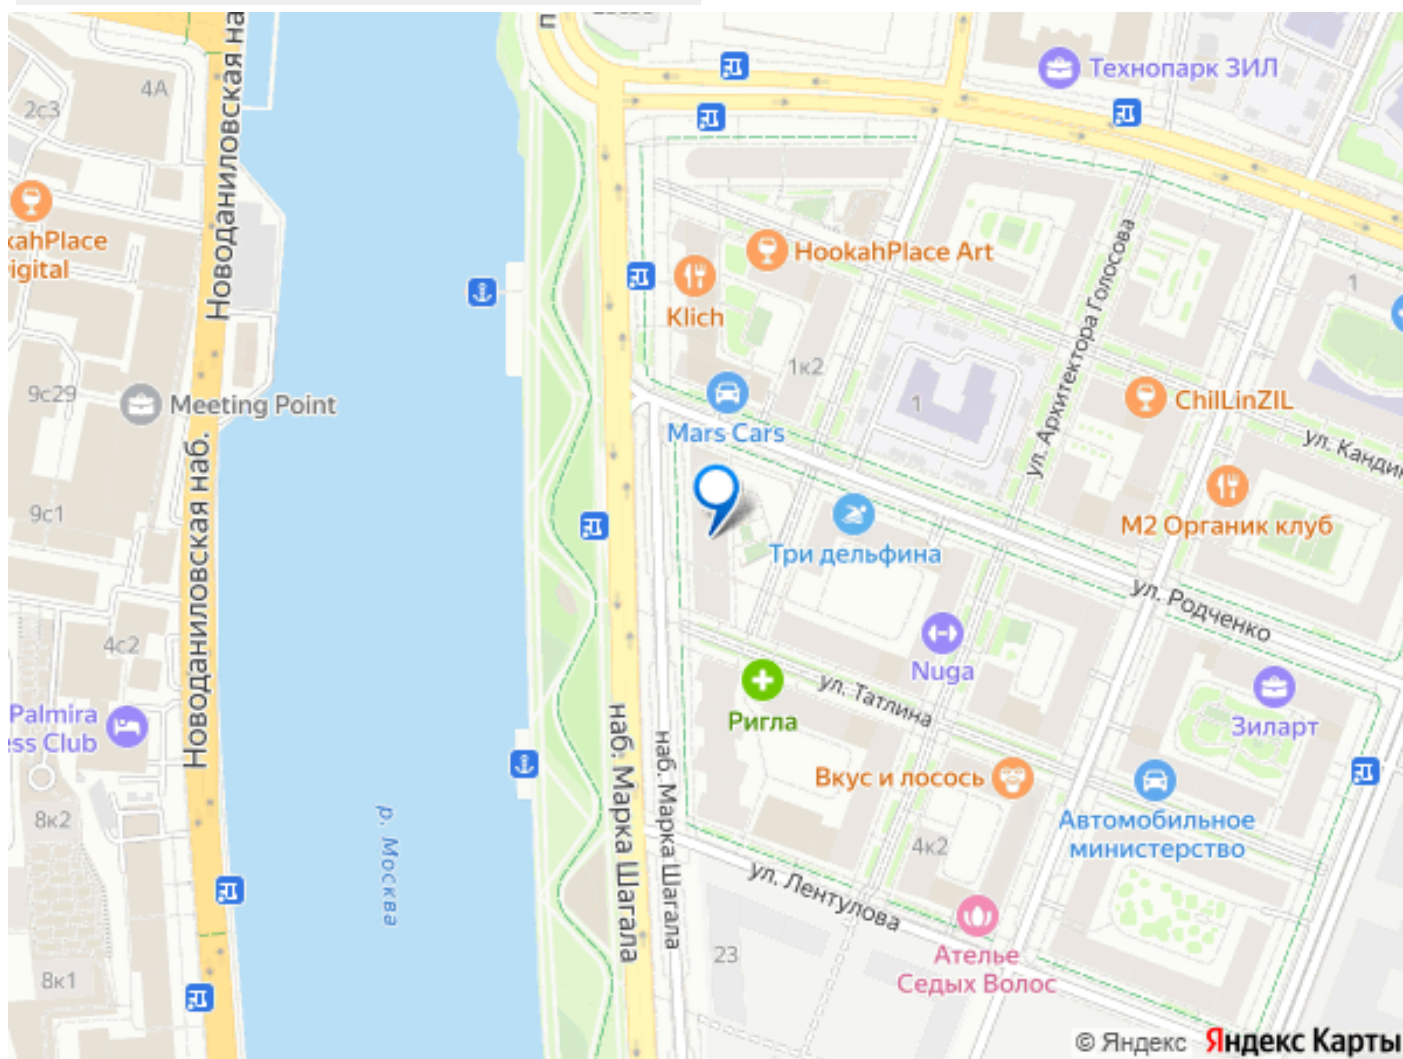 Новоданиловская на
4А
2с3
Технопарк ЗИЛ
kahPlace
igital
HookahPlace Art
Klich
1к2
1
1
ул. Архитектора Голосова
9с29
Meeting Point
Mars Cars
ChilLinZIL
ул. Кандин
9с1
Новоданиловская наб.
Три дельфина
М2 Органик клуб
ул. Родченко
4с2
Nuga
ул. Татлина
Palmira
ss Club
Ригла
Зиларт
наб. Марка Шагала
наб. Марка Шагала
Вкус и лосось
8к2
р. Москва
4к2
Автомобильное
министерство
ул. Лентулова
23
Ателье
Седых Волос
8к1
© Яндекс Яндекс Карты